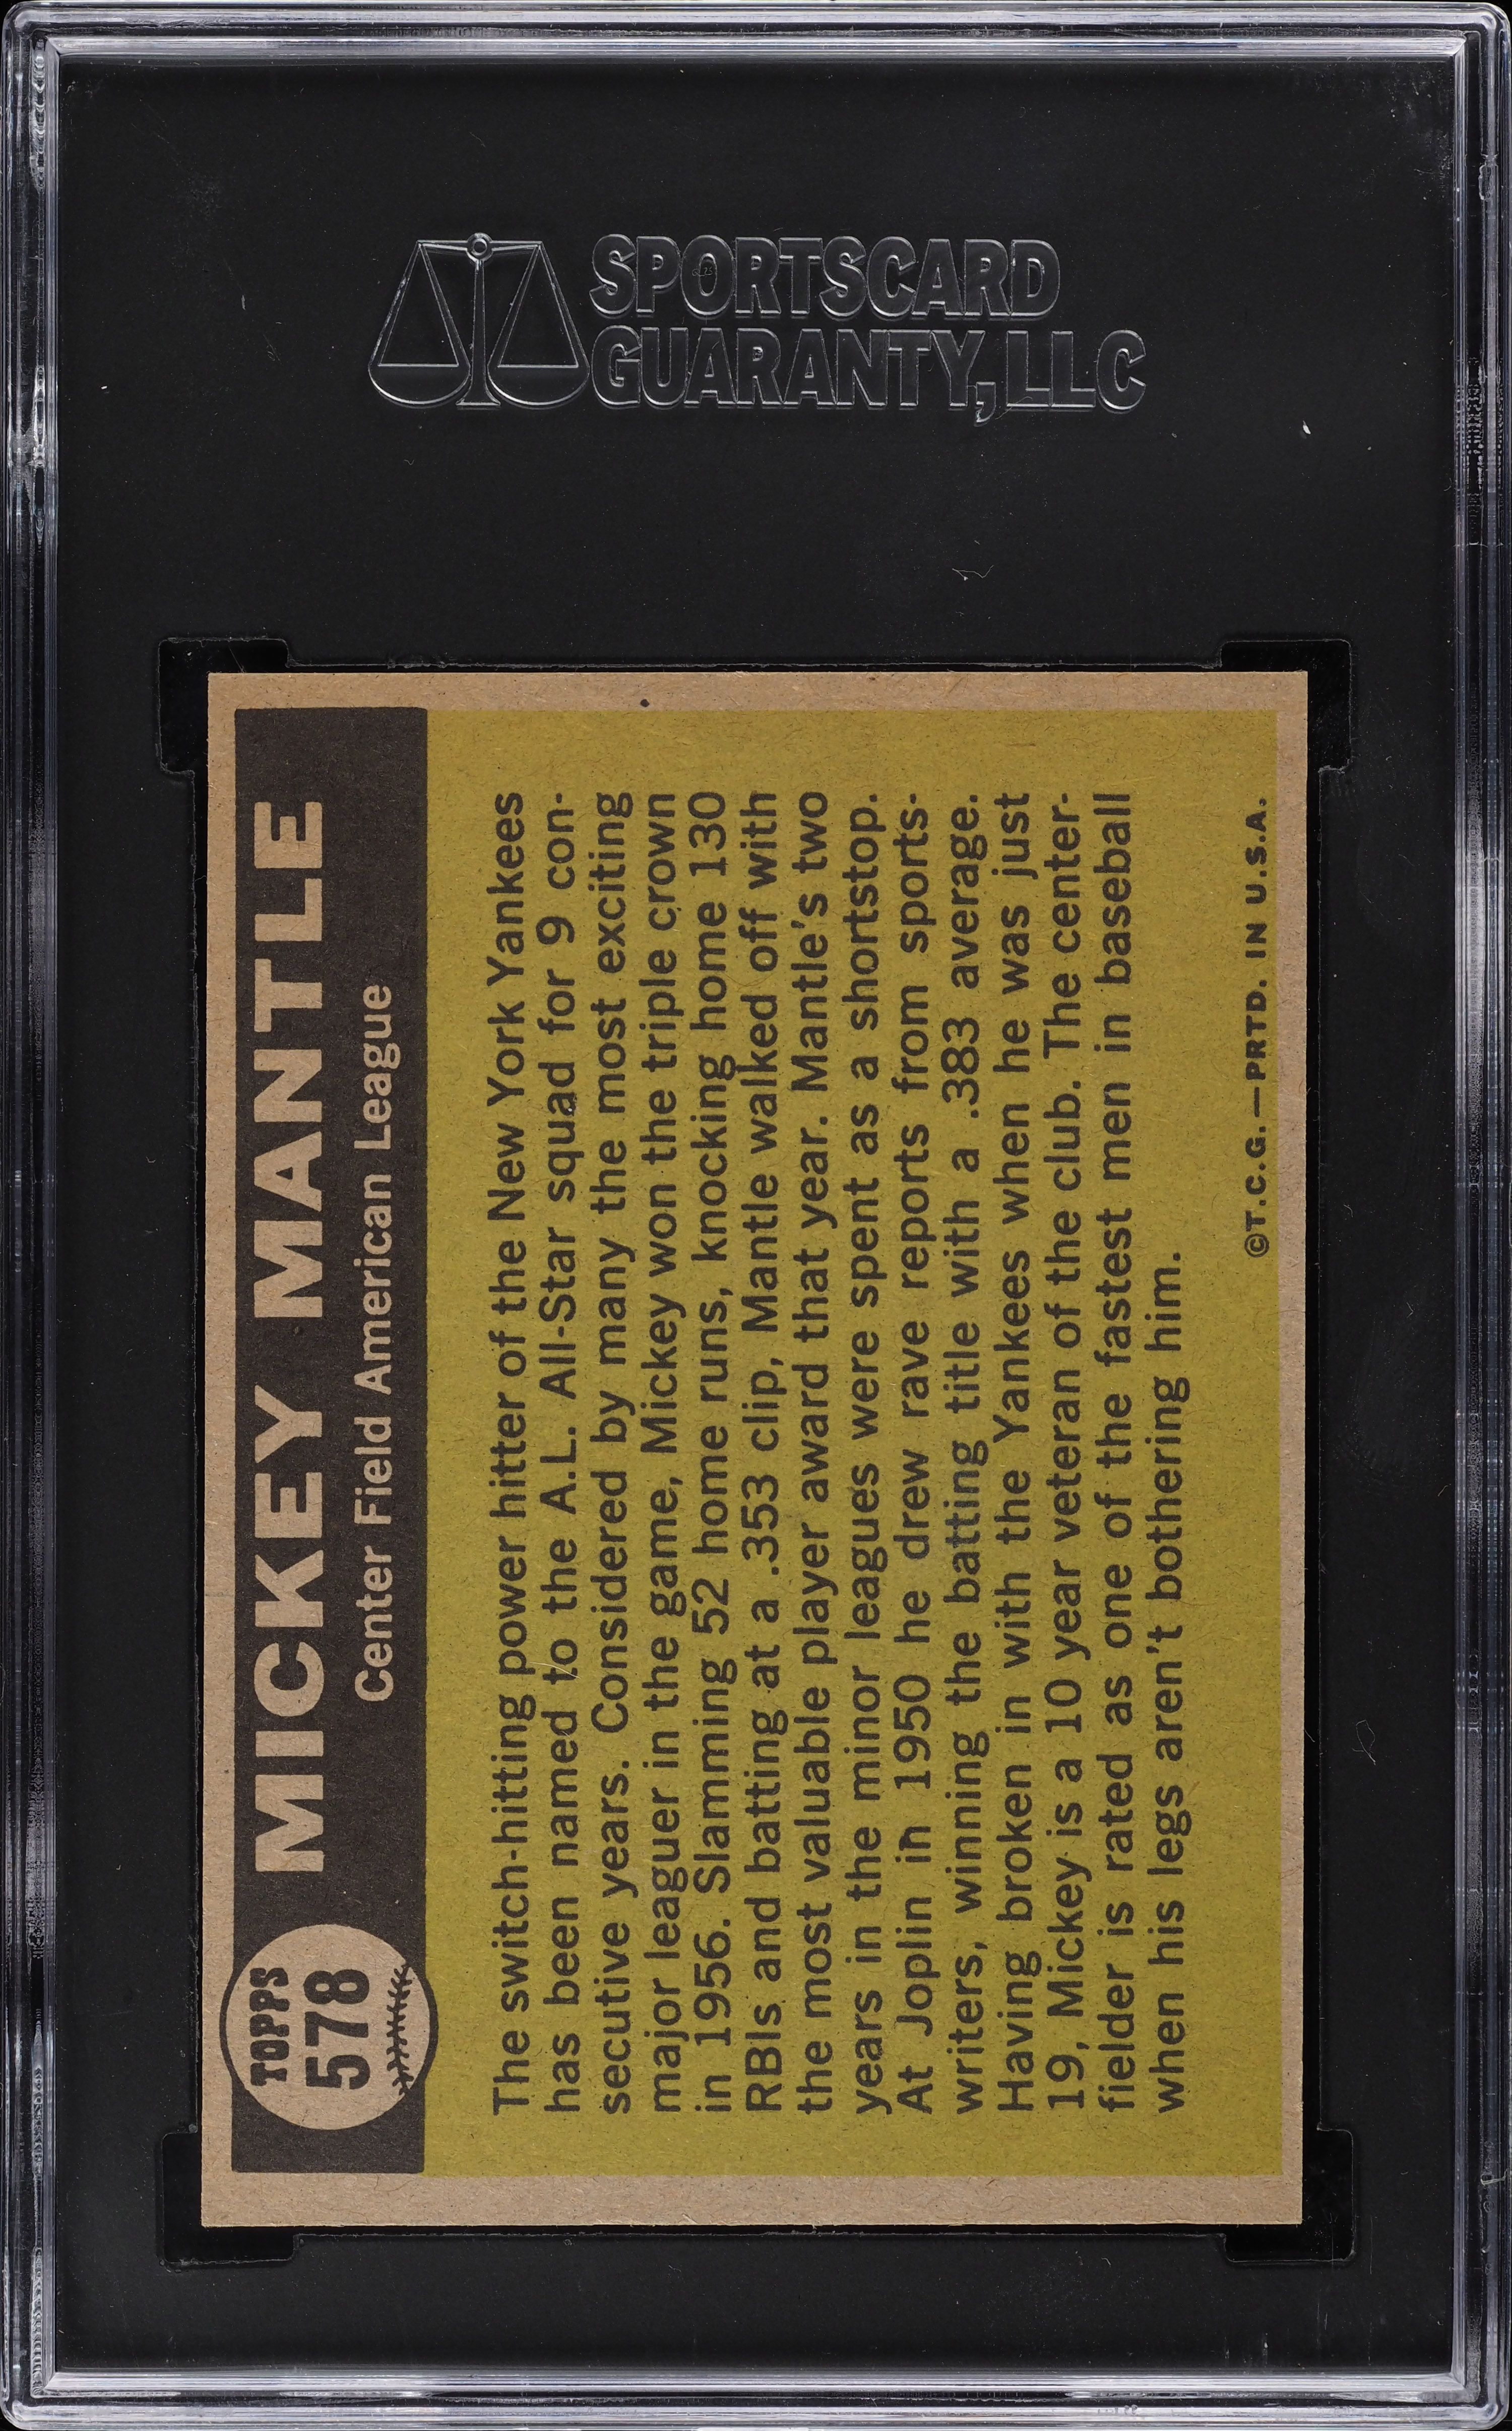 SPORTSCARD
GUARANTY, LLC
TOPPS
578
MICKEY MANTLE
Center Field American League
The switch-hitting power hitter of the New York Yankees
has been named to the A.L. All-Star squad for 9 con-
secutive years. Considered by many the most exciting
major leaguer in the game, Mickey won the triple crown
in 1956. Slamming 52 home runs, knocking home 130
RBIs and batting at a .353 clip, Mantle walked off with
the most valuable player award that year. Mantle's two
years in the minor leagues were spent as a shortstop.
At Joplin in 1950 he drew rave reports from sports-
writers, winning the batting title with a .383 average.
Having broken in with the Yankees when he was just
19, Mickey is a 10 year veteran of the club. The center-
fielder is rated as one of the fastest men in baseball
when his legs aren't bothering him.
©T.C.G.—PRTD. IN U.S.A.